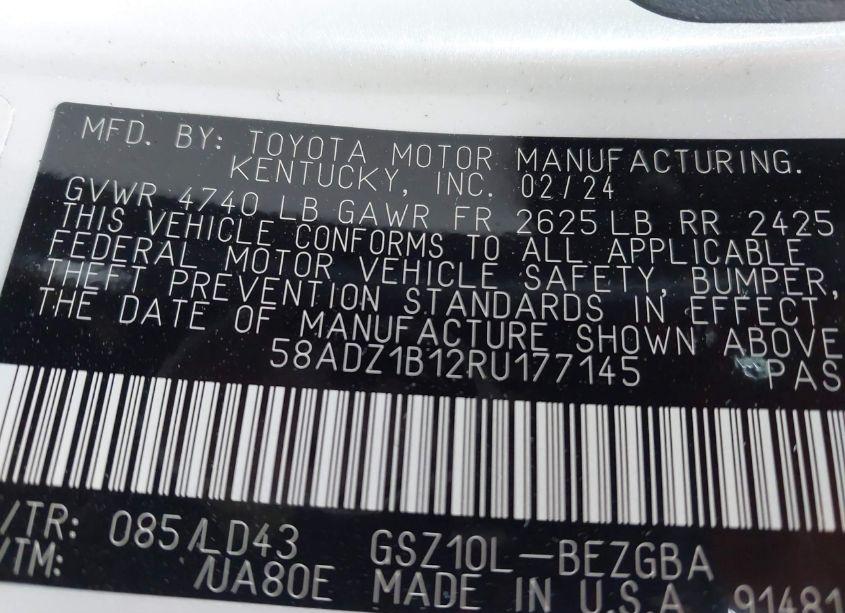 MFD. BY: TOYOTA MOTOR MANUFACTURING.
KENTUCKY, INC. 02/24
GVWR 4740 LB GAWR FR 2625 LB RR 2425
THIS VEHICLE CONFORMS TO ALL APPLICABLE
FEDERAL MOTOR VEHICLE SAFETY, BUMPER,
THEFT PREVENTION STANDARDS IN EFFECT
THE DATE OF MANUFACTURE SHOWN ABOVE
58ADZ1B12RU177145 PAS
/TR: 085/LD43 GSZ10L-BEZGBA
/TM: /UA80E MADE IN U.S.A. 91481